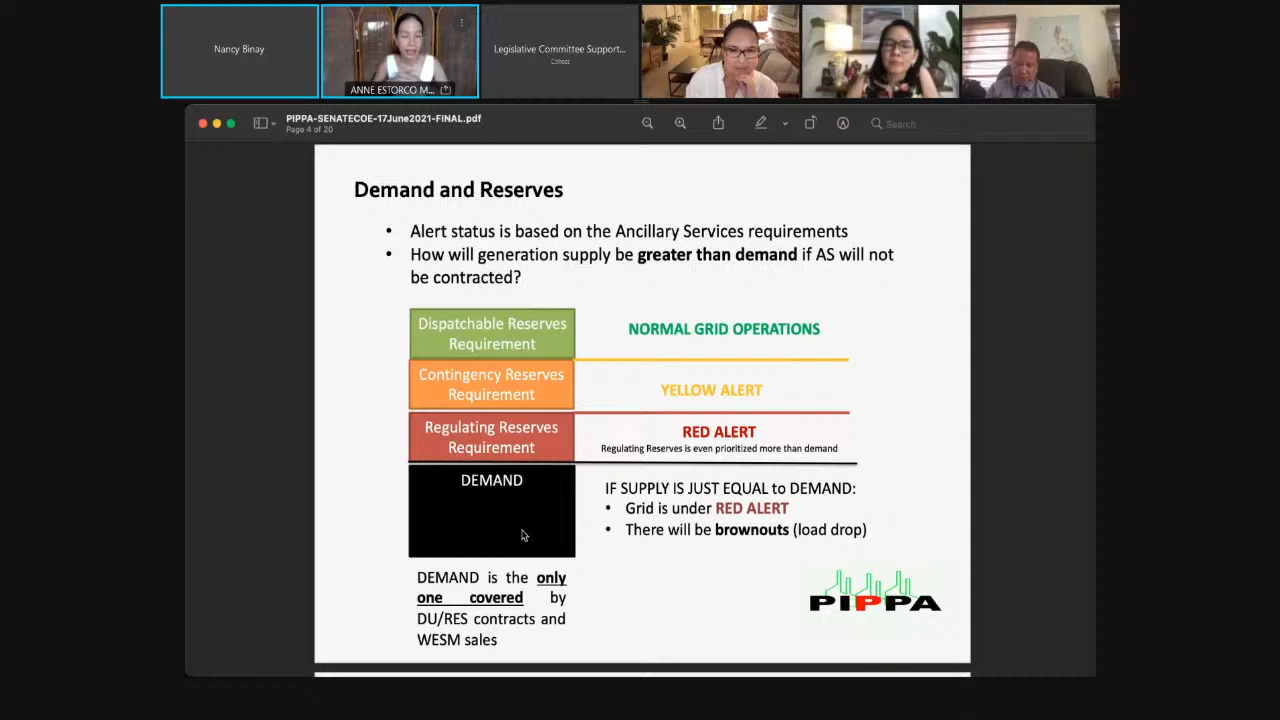 Nancy Binay
ANNE ESTORCO M...
Legislative Committee Support...
Cohost
PIPPA-SENATECOE-17June2021-FINAL.pdf
Page 4 of 20
Search
Demand and Reserves
• Alert status is based on the Ancillary Services requirements
• How will generation supply be greater than demand if AS will not
be contracted?
Dispatchable Reserves
Requirement
NORMAL GRID OPERATIONS
Contingency Reserves
Requirement
YELLOW ALERT
Regulating Reserves
Requirement
RED ALERT
Regulating Reserves is even prioritized more than demand
DEMAND
IF SUPPLY IS JUST EQUAL to DEMAND:
• Grid is under RED ALERT
• There will be brownouts (load drop)
DEMAND is the only
one covered by
DU/RES contracts and
WESM sales
PIPPA